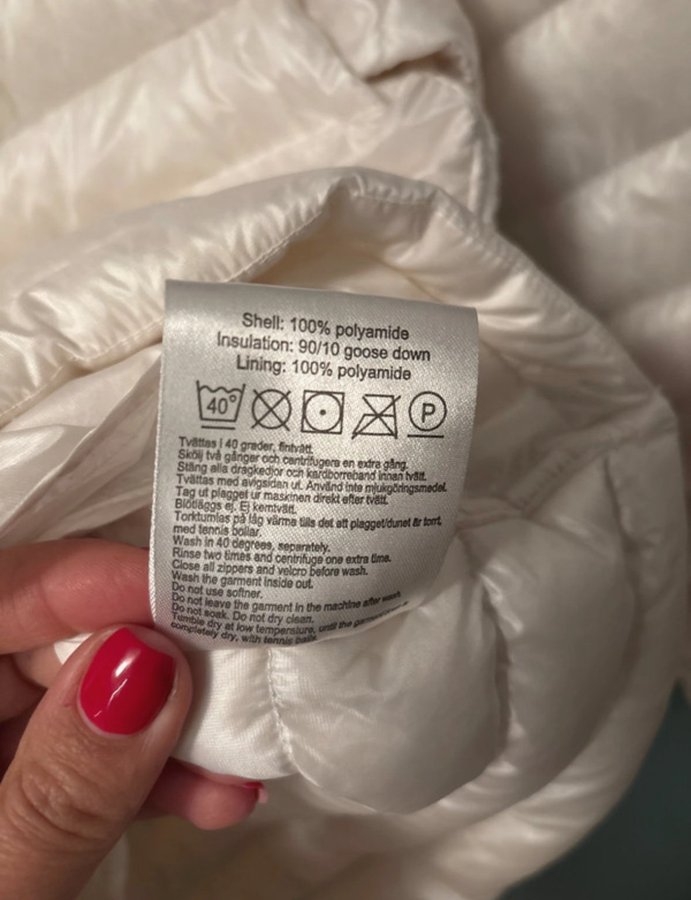 Shell: 100% polyamide
Insulation: 90/10 goose down
Lining: 100% polyamide
40° P
Tvättas i 40 grader, fintvätt.
Skölj två gånger och centrifugera en extra gång.
Stäng alla dragkedjor och kardborreband innan tvätt.
Tvättas med avigsidan ut. Använd inte mjukgöringsmedel.
Tag ut plagget ur maskinen direkt efter tvätt.
Blötläggs ej. Ej kemtvätt.
Torktumlas på låg värme tills det att plagget/dunet är torrt,
med tennis bollar.
Wash in 40 degrees, separately.
Rinse two times and centrifuge one extra time.
Close all zippers and velcro before wash.
Wash the garment inside out.
Do not use softner.
Do not leave the garment in the machine after wash.
Do not soak. Do not dry clean.
Tumble dry at low temperature, until the garment
completely dry, with tennis balls.